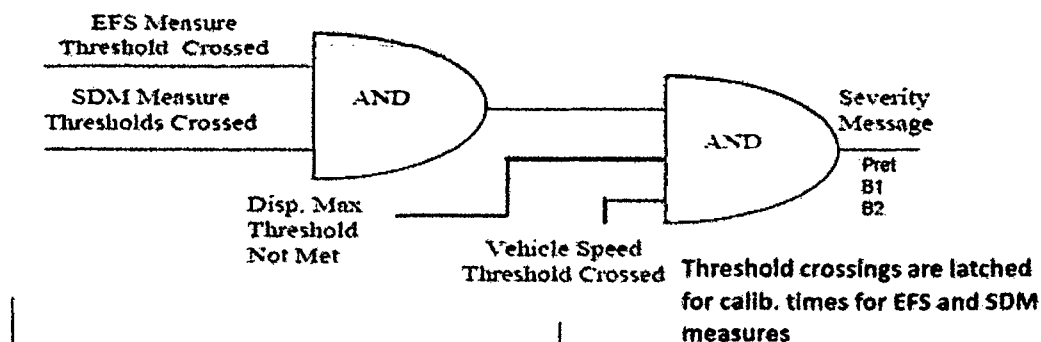 EFS Measure
Threshold Crossed
SDM Measure
Thresholds Crossed
AND
AND
Severity
Message
Pret
B1
B2
Disp. Max
Threshold
Not Met
Vehicle Speed
Threshold Crossed
Threshold crossings are latched
for calib. times for EFS and SDM
measures